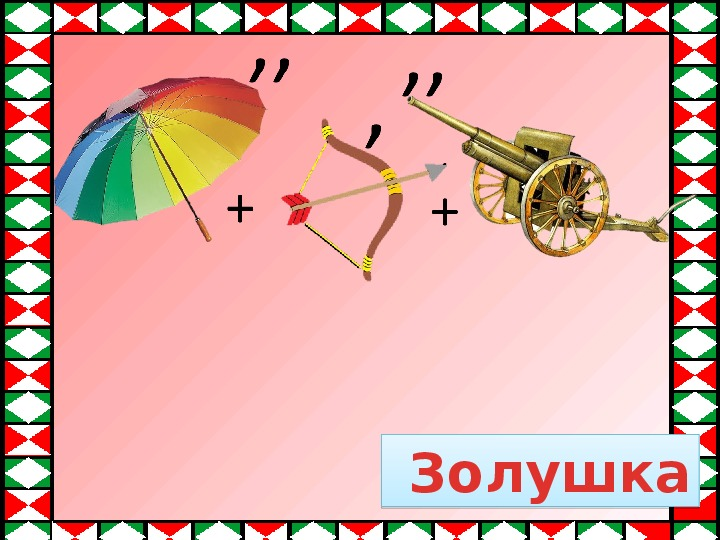 ,, ,,
,
+ +
Золушка